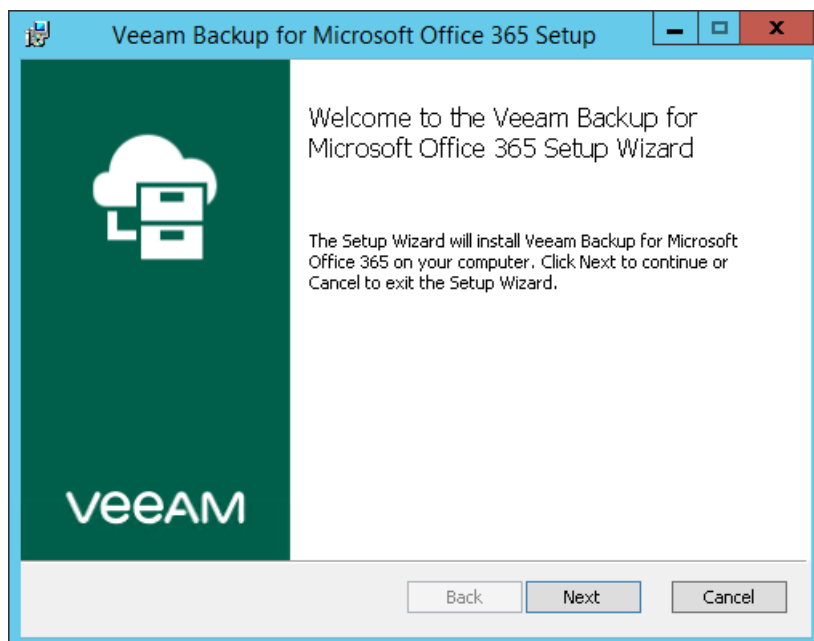 Veeam Backup for Microsoft Office 365 Setup
Welcome to the Veeam Backup for
Microsoft Office 365 Setup Wizard
The Setup Wizard will install Veeam Backup for Microsoft
Office 365 on your computer. Click Next to continue or
Cancel to exit the Setup Wizard.
veeAM
Back
Next
Cancel